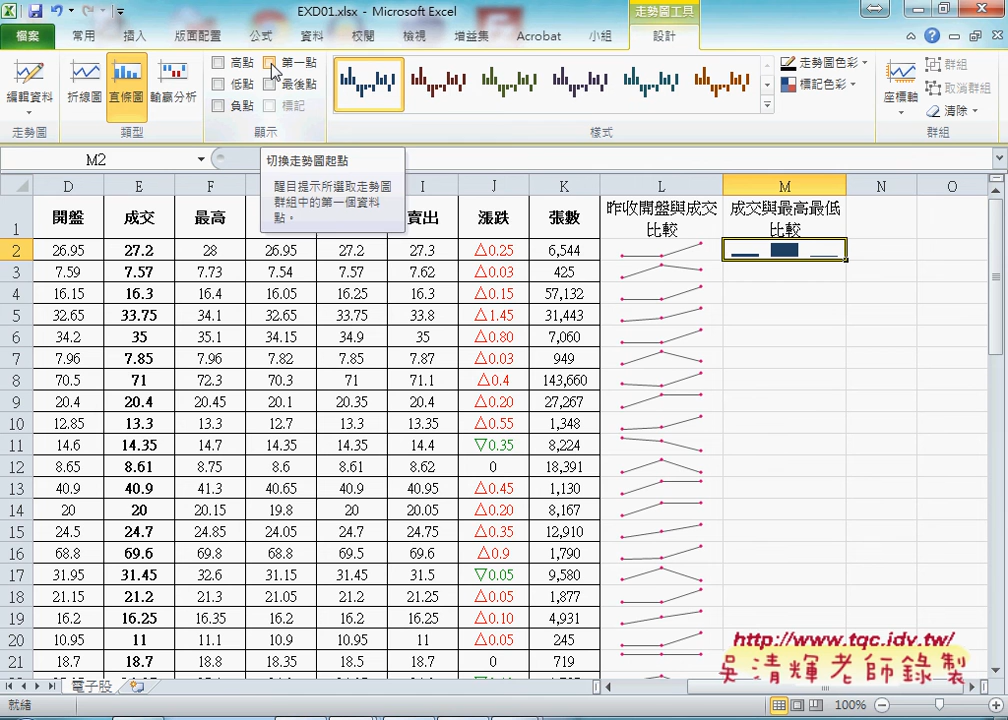 EXD01.xlsx - Microsoft Excel
走勢圖工具
檔案
常用
插入
版面配置
公式
資料
校閱
檢視
增益集
Acrobat
小組
設計
編輯資料
走勢圖
折線圖
直條圖
輸贏分析
類型
高點
第一點
低點
最後點
負點
標記
顯示
樣式
走勢圖色彩
標記色彩
座標軸
群組
取消群組
清除
群組
M2
切換走勢圖起點
醒目提示所選取走勢圖
群組中的第一個資料
點。
D E F I J K L M N O
1 開盤 成交 最高 賣出 漲跌 張數 昨收開盤與成交比較 成交與最高最低比較
2 26.95 27.2 28 26.95 27.2 27.3 △0.25 6,544
3 7.59 7.57 7.73 7.54 7.57 7.62 △0.03 425
4 16.15 16.3 16.4 16.05 16.25 16.3 △0.15 57,132
5 32.65 33.75 34.1 32.65 33.75 33.8 △1.45 31,443
6 34.2 35 35.1 34.15 34.9 35 △0.80 7,060
7 7.96 7.85 7.96 7.82 7.85 7.87 △0.03 949
8 70.5 71 72.3 70.3 71 71.1 △0.4 143,660
9 20.4 20.4 20.45 20.1 20.35 20.4 △0.20 27,267
10 12.85 13.3 13.3 12.7 13.3 13.35 △0.55 1,348
11 14.6 14.35 14.7 14.35 14.35 14.4 ▽0.35 8,224
12 8.65 8.61 8.75 8.6 8.61 8.62 0 18,391
13 40.9 40.9 41.3 40.65 40.9 40.95 △0.45 1,130
14 20 20 20.15 19.8 20 20.05 △0.20 8,167
15 24.5 24.7 24.85 24.05 24.7 24.75 △0.35 12,910
16 68.8 69.6 69.8 68.8 69.5 69.6 △0.9 1,790
17 31.95 31.45 32.6 31.15 31.45 31.5 ▽0.05 9,580
18 21.15 21.2 21.3 21.05 21.2 21.25 △0.05 1,877
19 16.2 16.25 16.35 16.2 16.2 16.25 △0.10 4,931
20 10.95 11 11.1 10.9 10.95 11 △0.05 245
21 18.7 18.7 18.8 18.35 18.5 18.7 0 719
http://www.tqc.idv.tw/
吳清輝老師錄製
電子股
就緒
100%